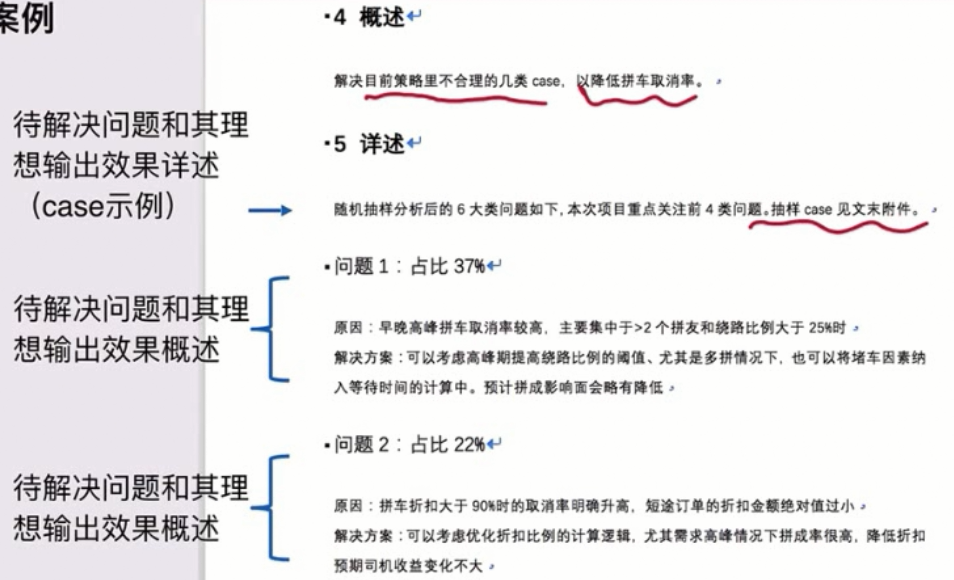 案例
·4 概述
解决目前策略里不合理的几类 case，以降低拼车取消率。
待解决问题和其理
想输出效果详述
（case示例）
·5 详述
随机抽样分析后的 6 大类问题如下,本次项目重点关注前 4 类问题。抽样 case 见文末附件。
待解决问题和其理
想输出效果概述
·问题 1：占比 37%
原因：早晚高峰拼车取消率较高，主要集中于>2 个拼友和绕路比例大于 25%时
解决方案：可以考虑高峰期提高绕路比例的阈值、尤其是多拼情况下，也可以将堵车因素纳
入等待时间的计算中。预计拼成影响面会略有降低
待解决问题和其理
想输出效果概述
·问题 2：占比 22%
原因：拼车折扣大于 90%时的取消率明确升高，短途订单的折扣金额绝对值过小
解决方案：可以考虑优化折扣比例的计算逻辑，尤其需求高峰情况下拼成率很高，降低折扣
预期司机收益变化不大